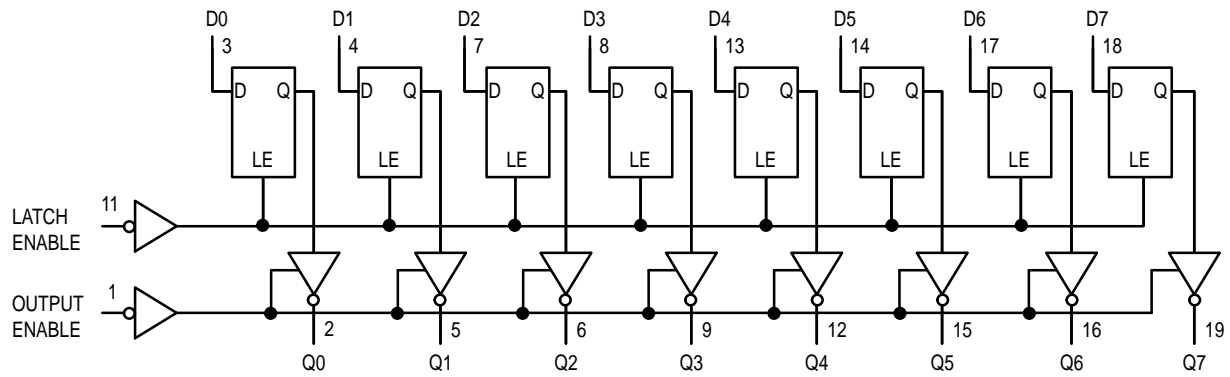 D0 D1 D2 D3 D4 D5 D6 D7
3 4 7 8 13 14 17 18
D Q D Q D Q D Q D Q D Q D Q D Q
LE LE LE LE LE LE LE LE
LATCH 11
ENABLE
OUTPUT 1
ENABLE
2 5 6 9 12 15 16 19
Q0 Q1 Q2 Q3 Q4 Q5 Q6 Q7